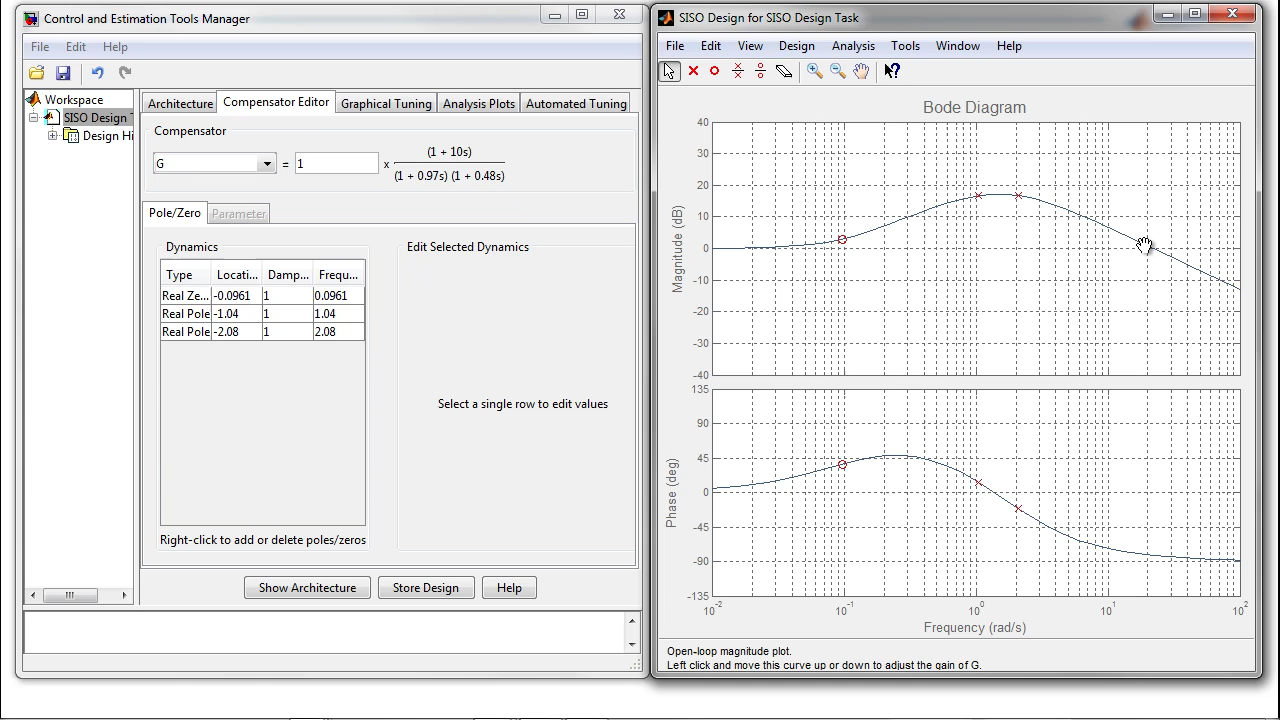 Control and Estimation Tools Manager
File Edit Help
Workspace
SISO Design T
Design Hi
Architecture Compensator Editor Graphical Tuning Analysis Plots Automated Tuning
Compensator
G = 1 x (1 + 10s)
(1 + 0.97s) (1 + 0.48s)
Pole/Zero Parameter
Dynamics
Type Locati... Damp... Frequ...
Real Ze... -0.0961 1 0.0961
Real Pole -1.04 1 1.04
Real Pole -2.08 1 2.08
Right-click to add or delete poles/zeros
Edit Selected Dynamics
Select a single row to edit values
Show Architecture Store Design Help
SISO Design for SISO Design Task
File Edit View Design Analysis Tools Window Help
Bode Diagram
Magnitude (dB)
40
30
20
10
0
-10
-20
-30
-40
Phase (deg)
135
90
45
0
-45
-90
-135
10^-2 10^-1 10^0 10^1 10^2
Frequency (rad/s)
Open-loop magnitude plot.
Left click and move this curve up or down to adjust the gain of G.